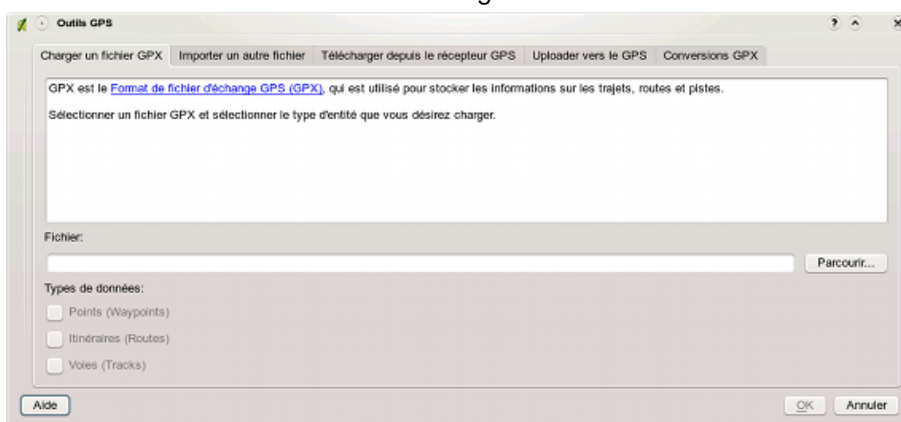 Outils GPS
Charger un fichier GPX Importer un autre fichier Télécharger depuis le récepteur GPS Uploader vers le GPS Conversions GPX
GPX est le Format de fichier d'échange GPS (GPX), qui est utilisé pour stocker les informations sur les trajets, routes et pistes.
Sélectionner un fichier GPX et sélectionner le type d'entité que vous désirez charger.
Fichier:
Parcourir...
Types de données:
Points (Waypoints)
Itinéraires (Routes)
Voies (Tracks)
Aide OK Annuler